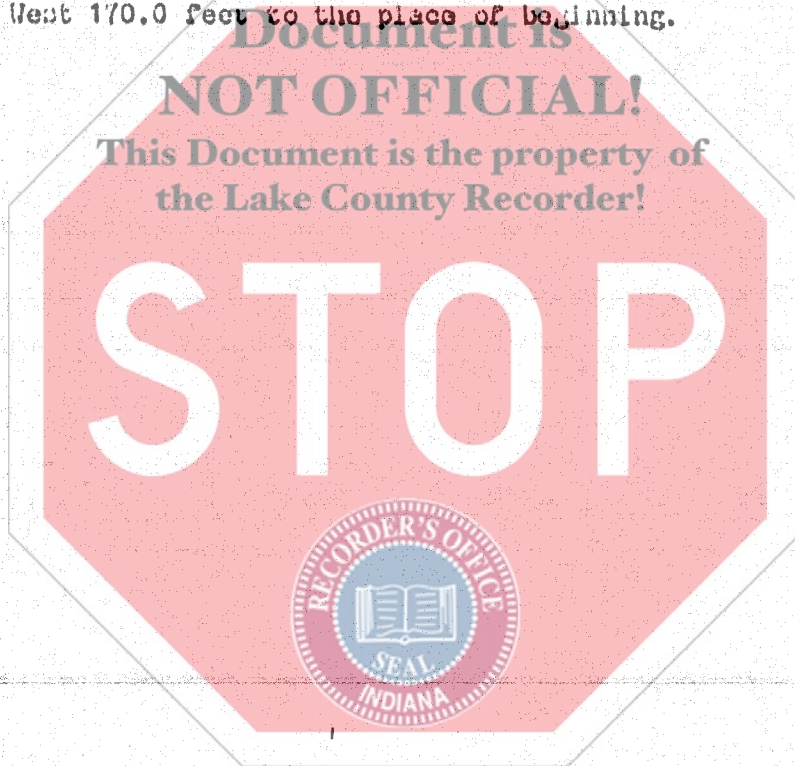 West 170.0 feet to the place of beginning.
Document is
NOT OFFICIAL!
This Document is the property of
the Lake County Recorder!
STOP
RECORDER'S OFFICE
SEAL
INDIANA